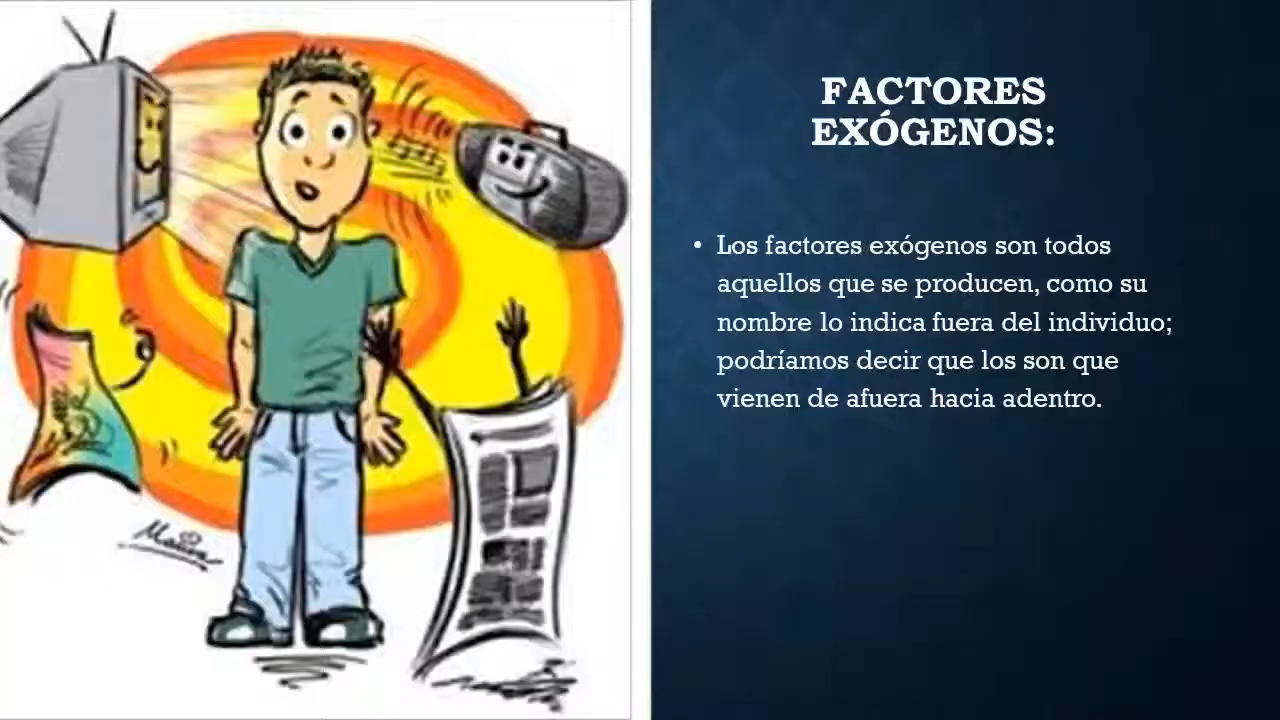 FACTORES
EXÓGENOS:
• Los factores exógenos son todos
aquellos que se producen, como su
nombre lo indica fuera del individuo;
podríamos decir que los son que
vienen de afuera hacia adentro.